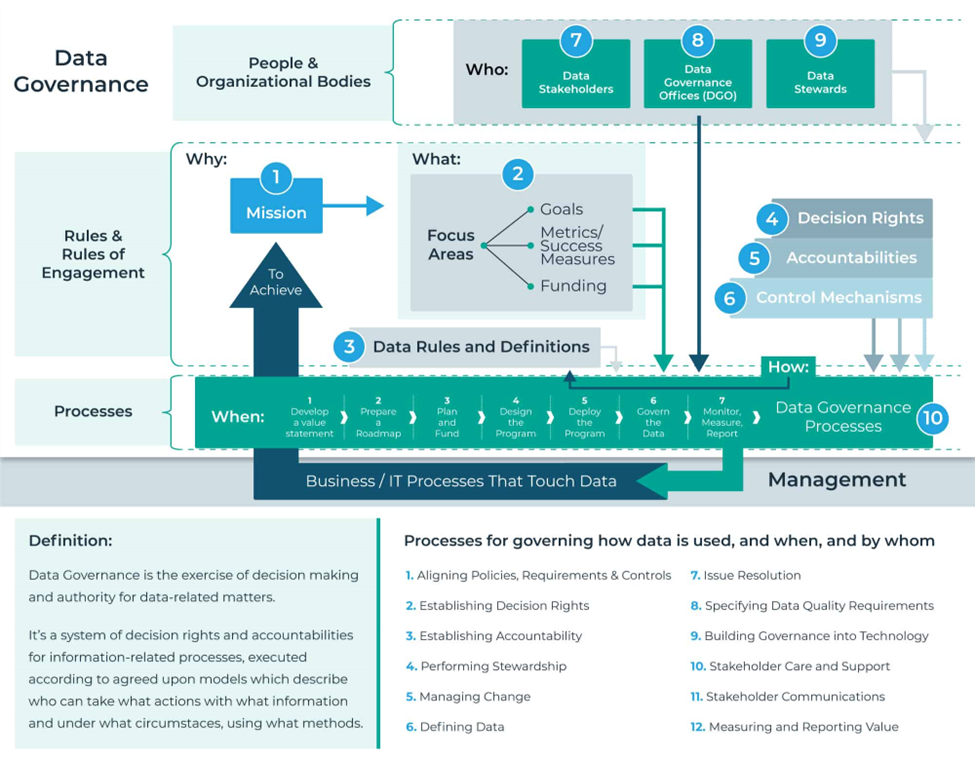 Data
Governance
People &
Organizational Bodies
Who:
7
Data
Stakeholders
8
Data
Governance
Offices (DGO)
9
Data
Stewards
Rules &
Rules of
Engagement
Why:
1
Mission
To
Achieve
What:
2
Focus
Areas
Goals
Metrics/
Success
Measures
Funding
3 Data Rules and Definitions
4 Decision Rights
5 Accountabilities
6 Control Mechanisms
How:
Processes
When:
1
Develop
a value
statement
2
Prepare
a
Roadmap
3
Plan
and
Fund
4
Design
the
Program
5
Deploy
the
Program
6
Govern
the
Data
7
Monitor,
Measure,
Report
Data Governance
Processes
10
Business / IT Processes That Touch Data
Management
Definition:
Data Governance is the exercise of decision making
and authority for data-related matters.
It's a system of decision rights and accountabilities
for information-related processes, executed
according to agreed upon models which describe
who can take what actions with what information
and under what circumstaces, using what methods.
Processes for governing how data is used, and when, and by whom
1. Aligning Policies, Requirements & Controls
2. Establishing Decision Rights
3. Establishing Accountability
4. Performing Stewardship
5. Managing Change
6. Defining Data
7. Issue Resolution
8. Specifying Data Quality Requirements
9. Building Governance into Technology
10. Stakeholder Care and Support
11. Stakeholder Communications
12. Measuring and Reporting Value